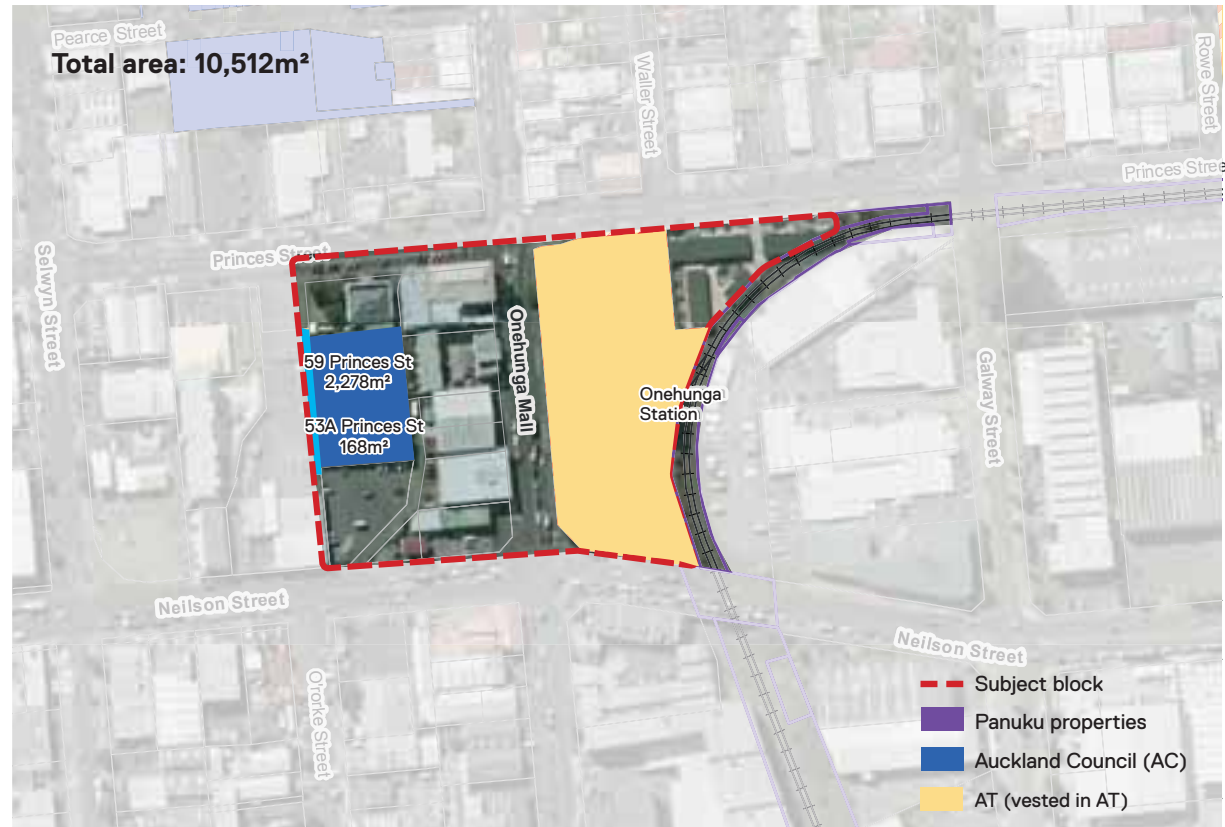 Pearce Street
Total area: 10,512m²
Waller Street
Rowe Street
Princes Stree
Selwyn Street
Princes Street
Onehunga Mall
59 Princes St
2,278m²
53A Princes St
168m²
Onehunga
Station
Galway Street
Neilson Street
Neilson Street
O'rorke Street
Subject block
Panuku properties
Auckland Council (AC)
AT (vested in AT)